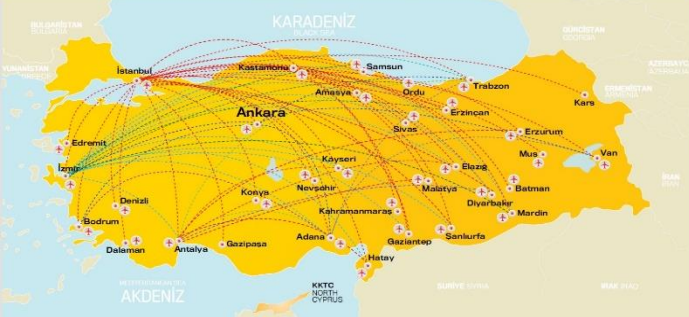 KARADENİZ
BLACK SEA
BULGARİSTAN
BULGARIA
GÜRCİSTAN
GEORGIA
YUNANİSTAN
GREECE
AZERBAYCAN
AZERBAIJAN
ERMENİSTAN
ARMENIA
İstanbul
Kastamonu
Samsun
Amasya
Ordu
Trabzon
Kars
Ankara
Sivas
Erzincan
Erzurum
Edremit
İzmir
Kayseri
Elazıg
Mus
Van
Nevşehir
Malatya
Batman
Denizli
Konya
Kahramanmaraş
Diyarbakır
Mardin
Bodrum
Dalaman
Antalya
Gazipaşa
Adana
Gaziantep
Sanlıurfa
Hatay
İRAN
IRAN
AKDENİZ
KKTC
NORTH
CYPRUS
SURİYE SYRIA
IRAK IRAQ